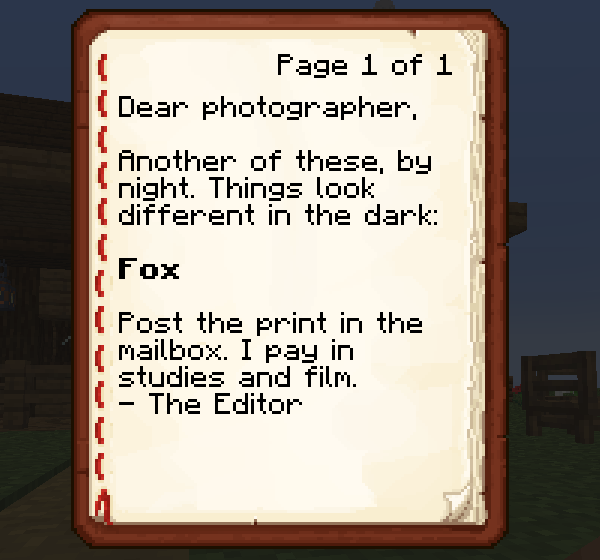 Page 1 of 1
Dear photographer,
Another of these, by
night. Things look
different in the dark:
Fox
Post the print in the
mailbox. I pay in
studies and film.
– The Editor